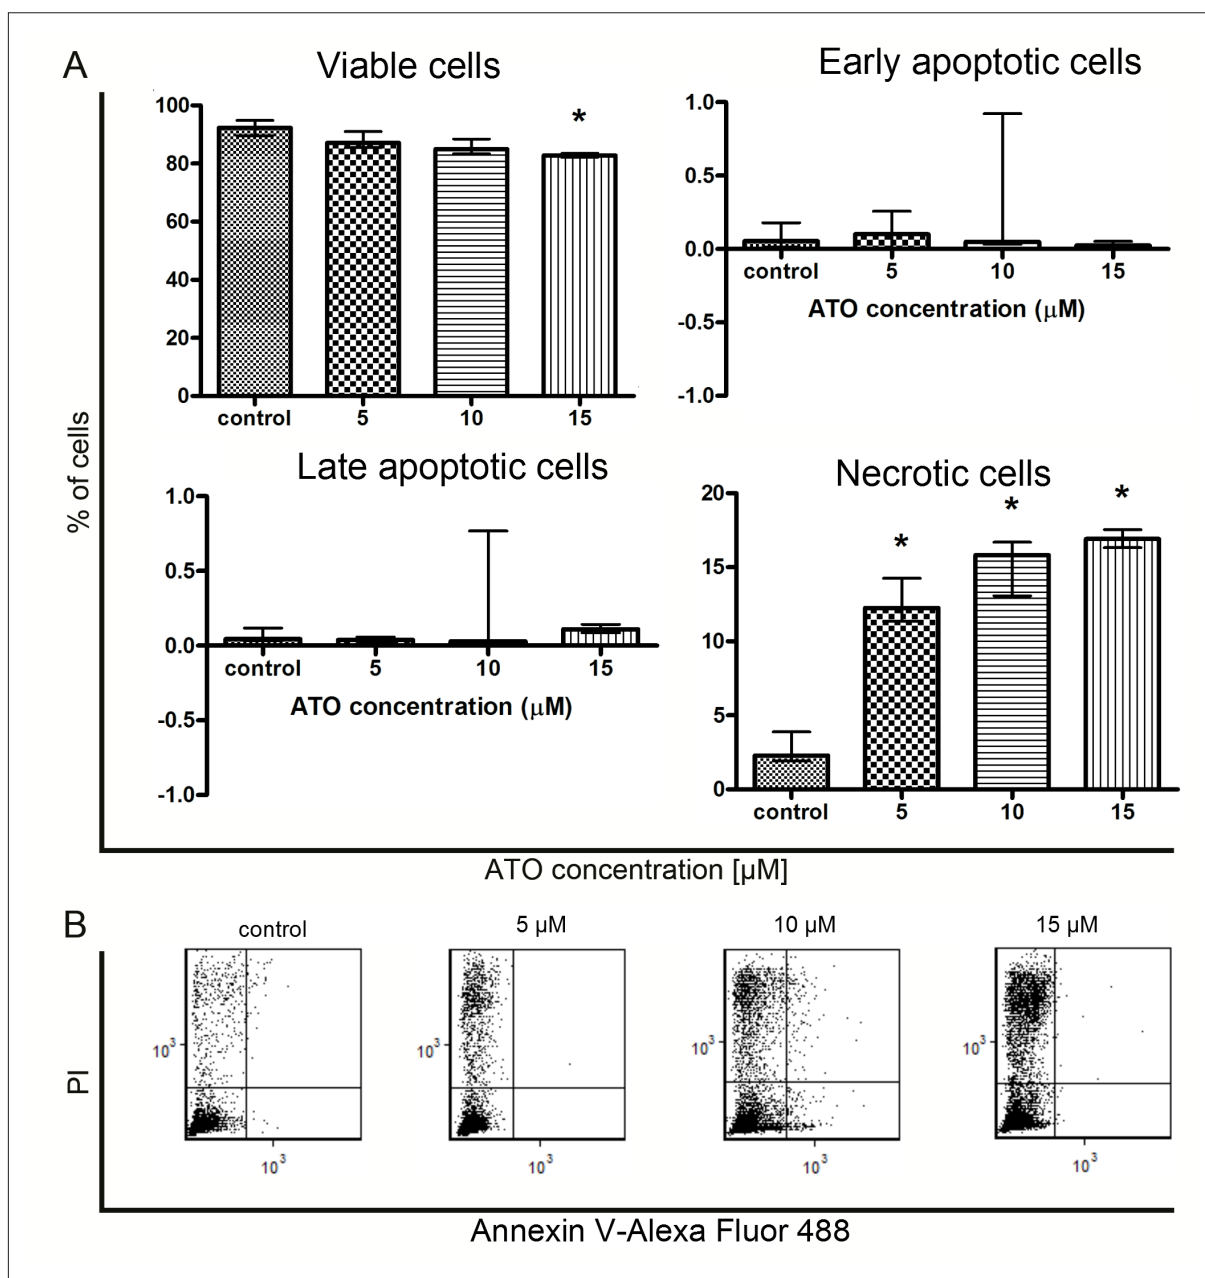 A
Viable cells
100
80
60
40
20
0
*
control 5 10 15
Early apoptotic cells
1.0
0.5
0.0
-0.5
-1.0
control 5 10 15
ATO concentration (μM)
% of cells
Late apoptotic cells
1.0
0.5
0.0
-0.5
-1.0
control 5 10 15
ATO concentration (μM)
Necrotic cells
20
15
10
5
0
* * *
control 5 10 15
ATO concentration [µM]
B
control 5 µM 10 µM 15 µM
PI
10³ 10³ 10³ 10³
10³ 10³ 10³ 10³
Annexin V-Alexa Fluor 488